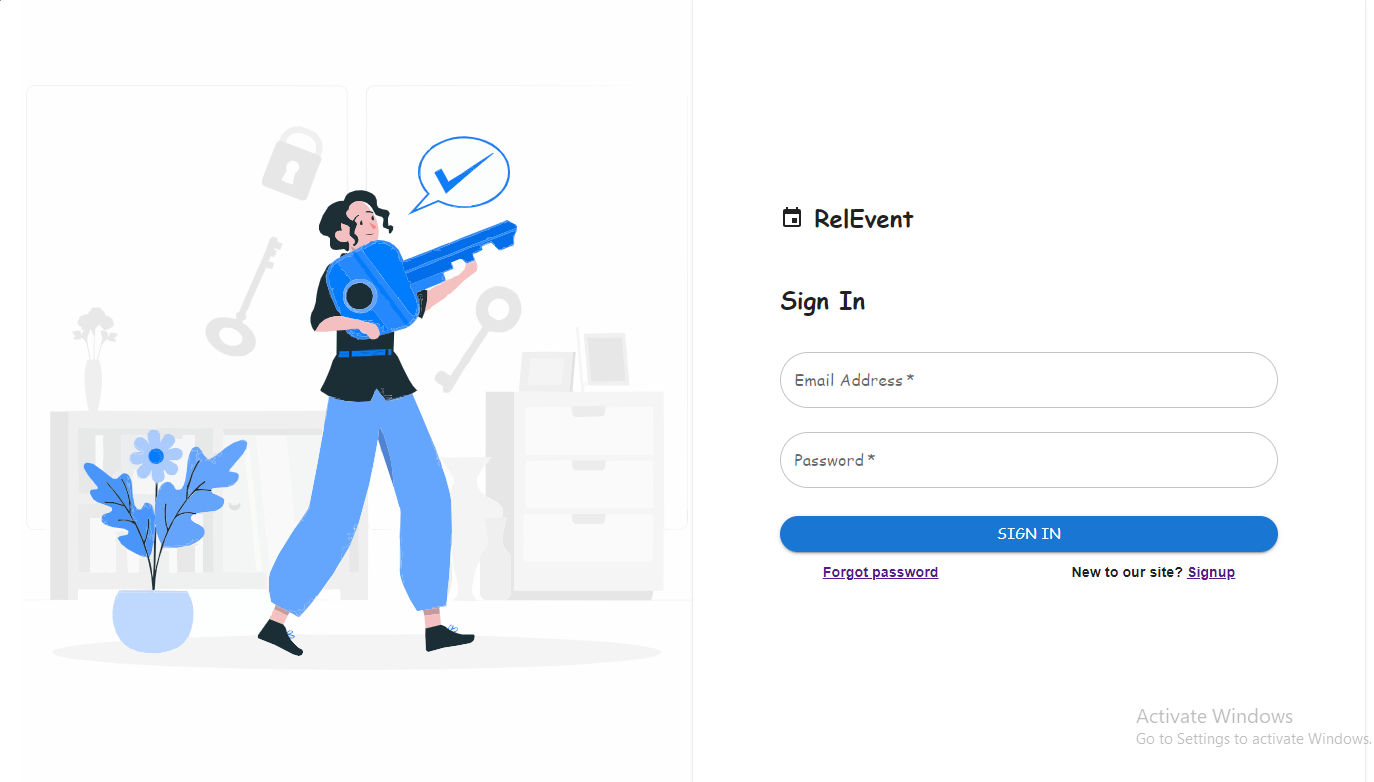 RelEvent
Sign In
Email Address *
Password *
SIGN IN
Forgot password
New to our site? Signup
Activate Windows
Go to Settings to activate Windows.